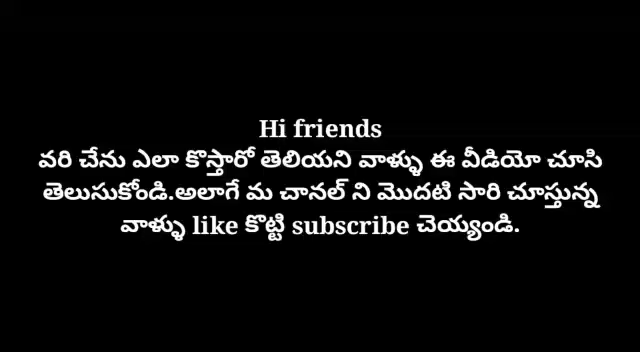 Hi friends
వరి చేను ఎలా కొస్తారో తెలియని వాళ్ళు ఈ వీడియో చూసి
తెలుసుకోండి.అలాగే మ చానల్ ని మొదటి సారి చూస్తున్న
వాళ్ళు like కొట్టి subscribe చెయ్యండి.